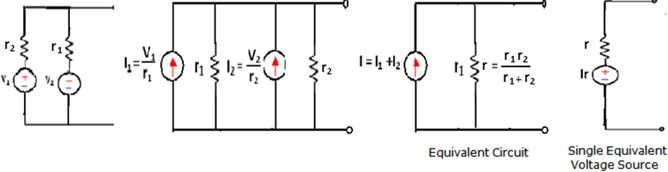 r₂
r₁
V₁
V₂
I₁ = V₁/r₁
r₁
I₂ = V₂/r₂
r₂
I = I₁ + I₂
r₁
r = r₁r₂/r₁+r₂
r
Ir
Equivalent Circuit
Single Equivalent
Voltage Source